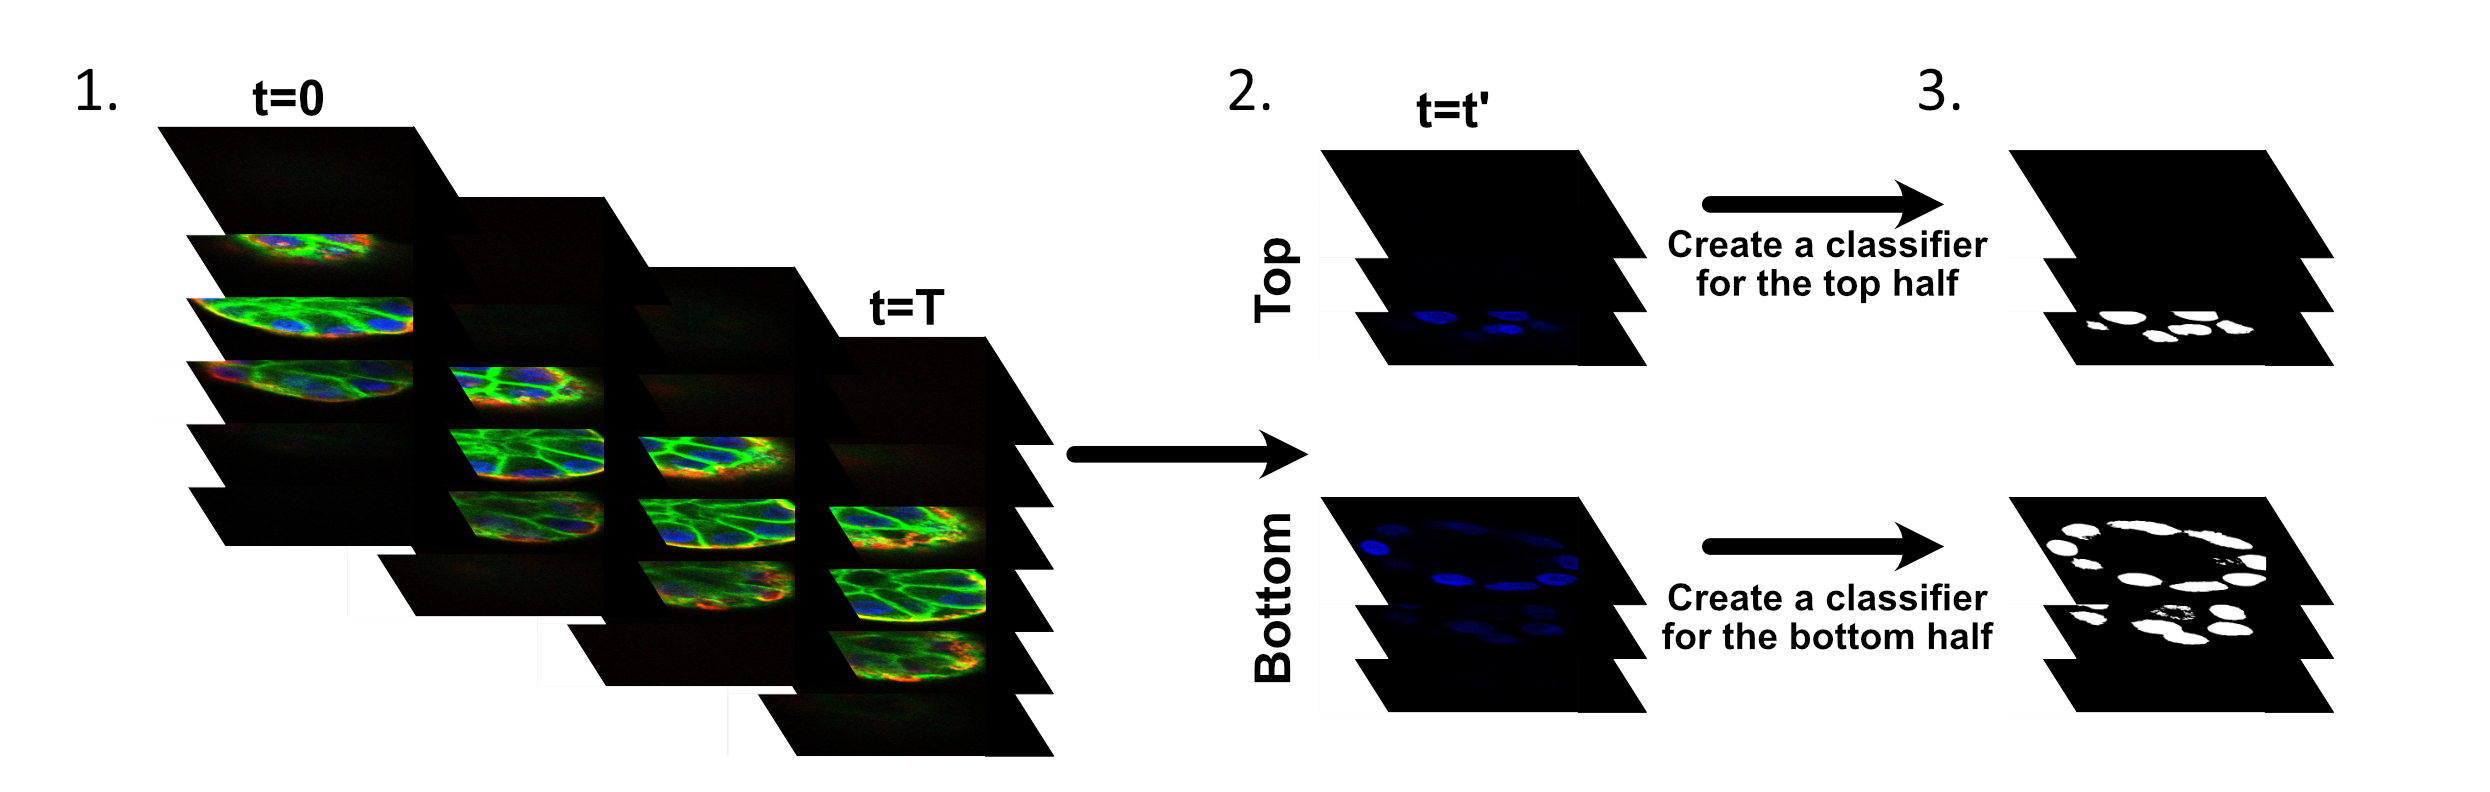 1.
t=0
t=T
2.
t=t'
Top
Create a classifier
for the top half
3.
Bottom
Create a classifier
for the bottom half